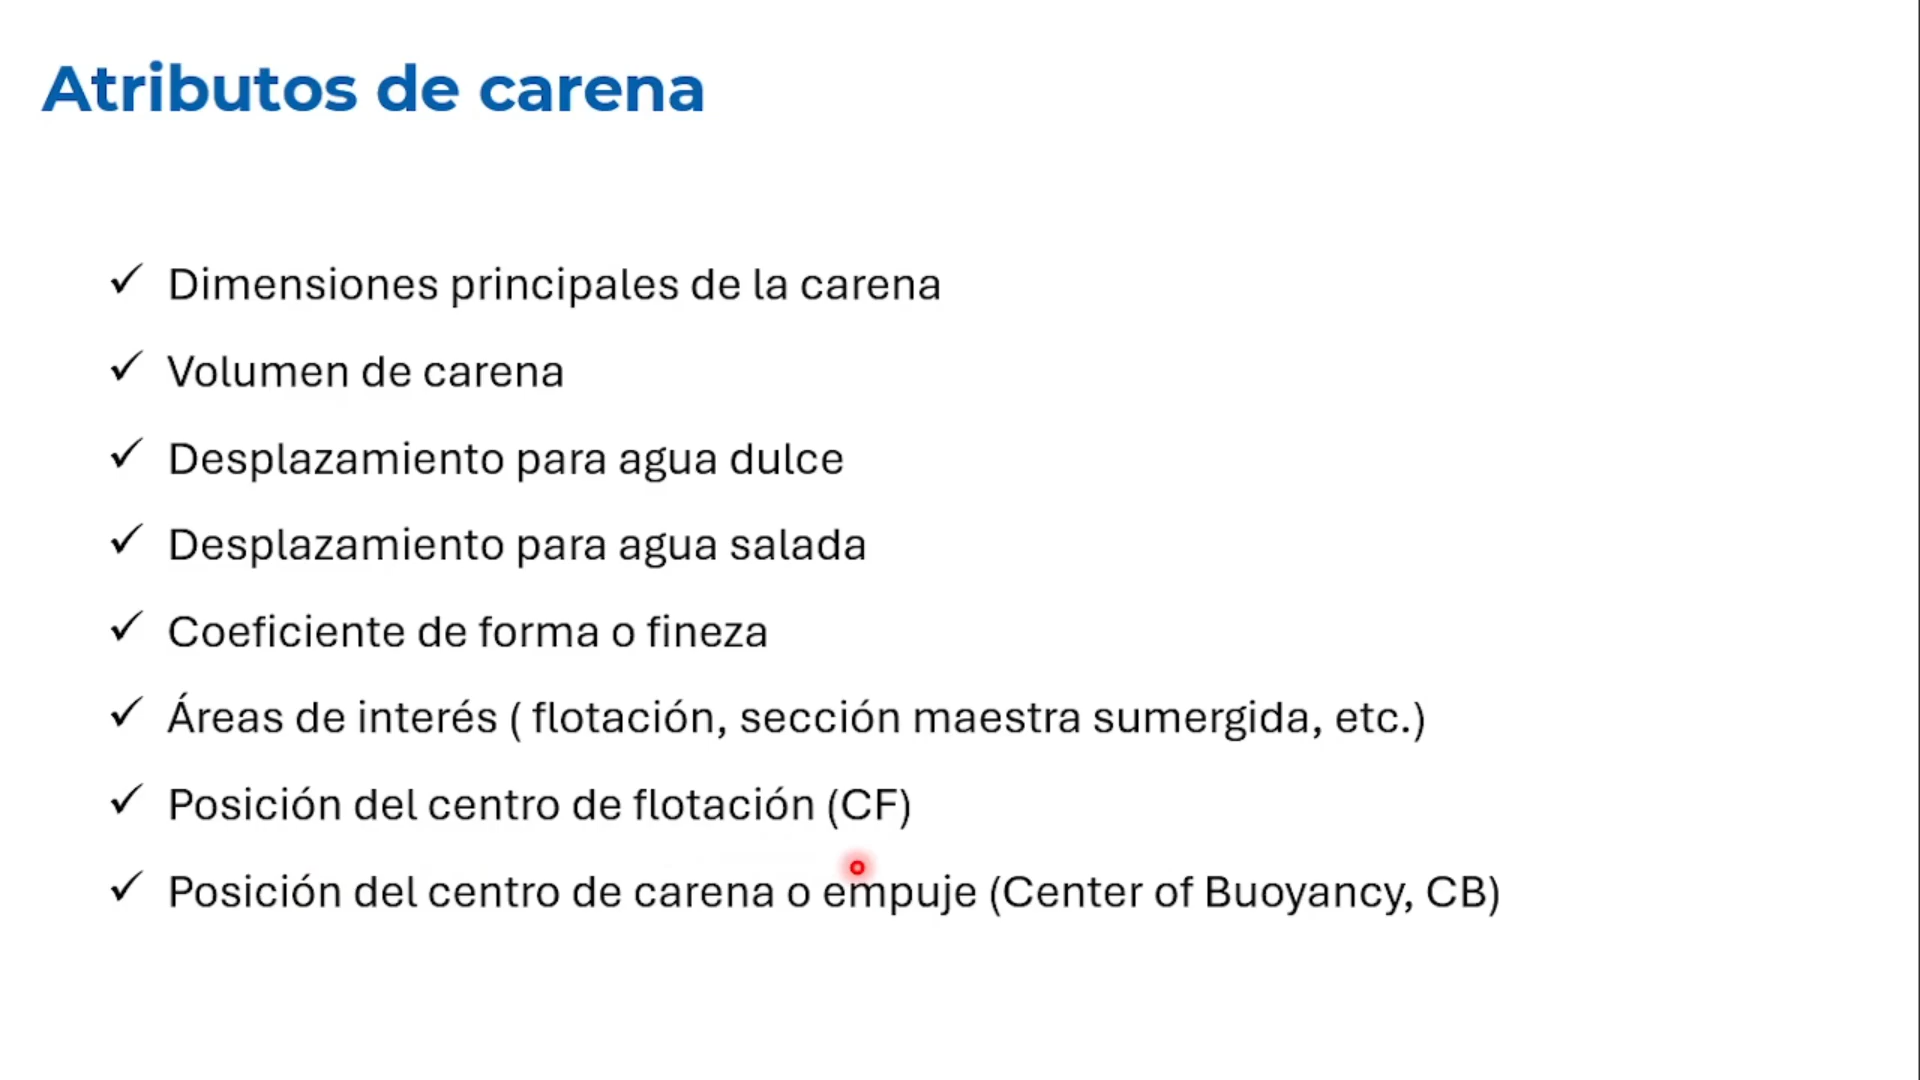 Atributos de carena
✓ Dimensiones principales de la carena
✓ Volumen de carena
✓ Desplazamiento para agua dulce
✓ Desplazamiento para agua salada
✓ Coeficiente de forma o fineza
✓ Áreas de interés ( flotación, sección maestra sumergida, etc.)
✓ Posición del centro de flotación (CF)
✓ Posición del centro de carena o empuje (Center of Buoyancy, CB)